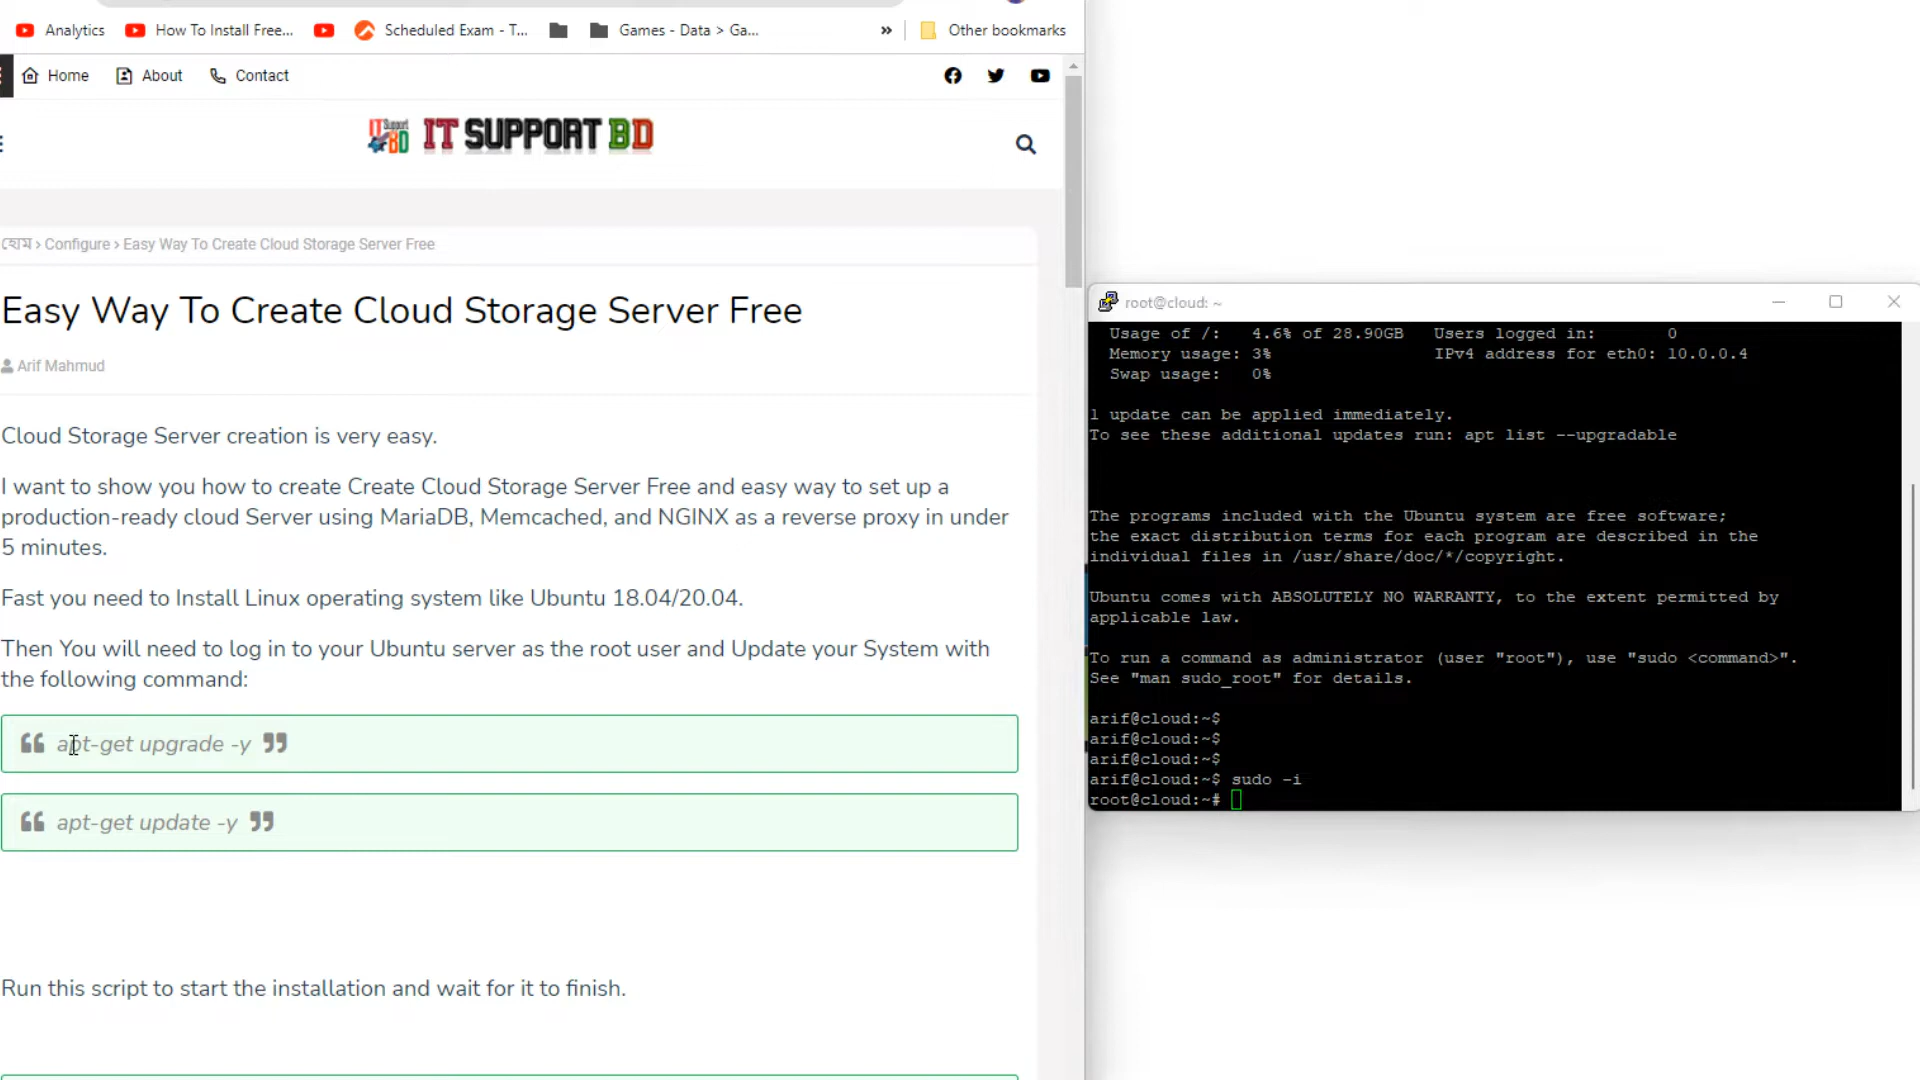 Analytics How To Install Free... Scheduled Exam - T... Games - Data > Ga... » Other bookmarks
Home About Contact
IT Support BD IT SUPPORT BD
হোম › Configure › Easy Way To Create Cloud Storage Server Free
Easy Way To Create Cloud Storage Server Free
Arif Mahmud
Cloud Storage Server creation is very easy.
I want to show you how to create Create Cloud Storage Server Free and easy way to set up a
production-ready cloud Server using MariaDB, Memcached, and NGINX as a reverse proxy in under
5 minutes.
Fast you need to Install Linux operating system like Ubuntu 18.04/20.04.
Then You will need to log in to your Ubuntu server as the root user and Update your System with
the following command:
“ apt-get upgrade -y ”
“ apt-get update -y ”
Run this script to start the installation and wait for it to finish.
root@cloud: ~
Usage of /: 4.6% of 28.90GB Users logged in: 0
Memory usage: 3% IPv4 address for eth0: 10.0.0.4
Swap usage: 0%
1 update can be applied immediately.
To see these additional updates run: apt list --upgradable
The programs included with the Ubuntu system are free software;
the exact distribution terms for each program are described in the
individual files in /usr/share/doc/*/copyright.
Ubuntu comes with ABSOLUTELY NO WARRANTY, to the extent permitted by
applicable law.
To run a command as administrator (user "root"), use "sudo <command>".
See "man sudo_root" for details.
arif@cloud:~$
arif@cloud:~$
arif@cloud:~$
arif@cloud:~$ sudo -i
root@cloud:~#